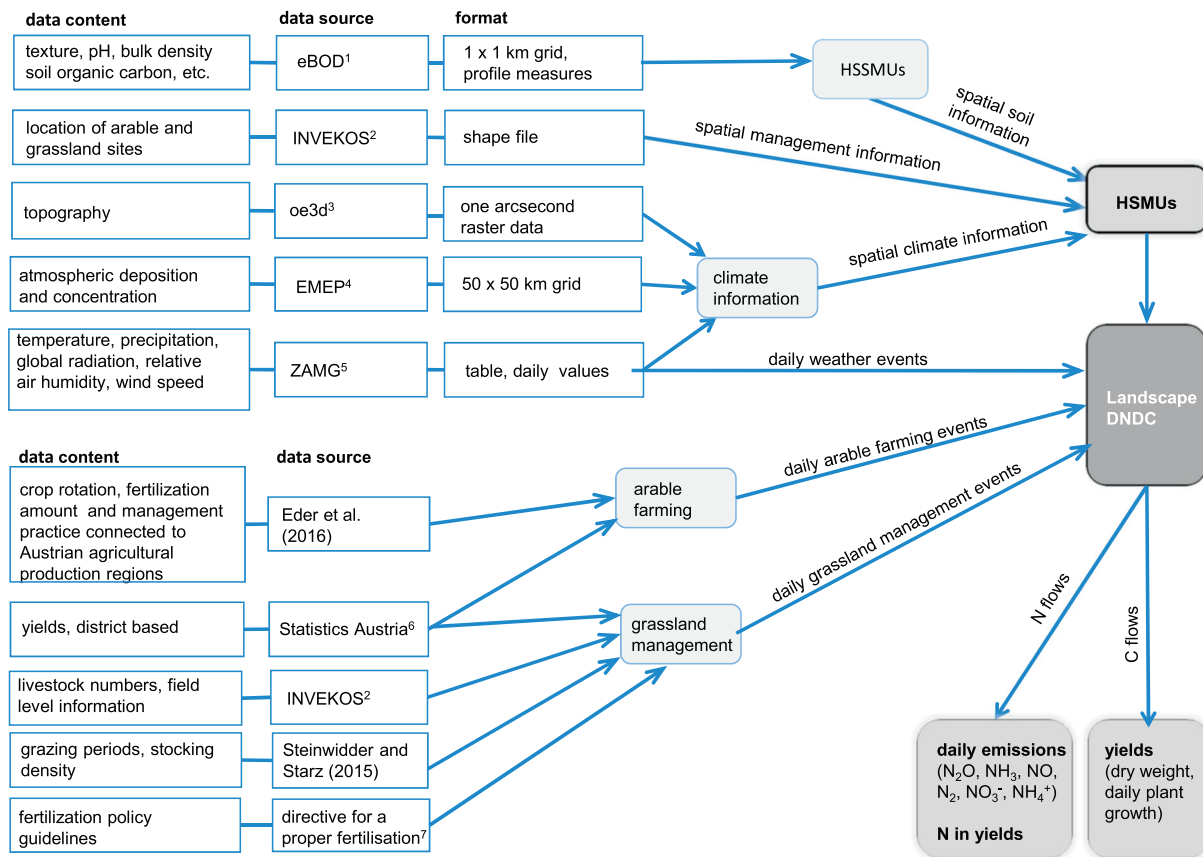 data content
data source
format
texture, pH, bulk density
soil organic carbon, etc.
eBOD¹
1 x 1 km grid,
profile measures
HSSMUs
spatial soil
information
location of arable and
grassland sites
INVEKOS²
shape file
spatial management information
HSMUs
topography
oe3d³
one arcsecond
raster data
spatial climate information
climate
information
atmospheric deposition
and concentration
EMEP⁴
50 x 50 km grid
temperature, precipitation,
global radiation, relative
air humidity, wind speed
ZAMG⁵
table, daily values
daily weather events
Landscape
DNDC
data content
data source
crop rotation, fertilization
amount and management
practice connected to
Austrian agricultural
production regions
Eder et al.
(2016)
arable
farming
daily arable farming events
yields, district based
Statistics Austria⁶
grassland
management
daily grassland management events
N flows
C flows
livestock numbers, field
level information
INVEKOS²
grazing periods, stocking
density
Steinwidder and
Starz (2015)
fertilization policy
guidelines
directive for a
proper fertilisation⁷
daily emissions
(N₂O, NH₃, NO,
N₂, NO₃⁻, NH₄⁺)
N in yields
yields
(dry weight,
daily plant
growth)